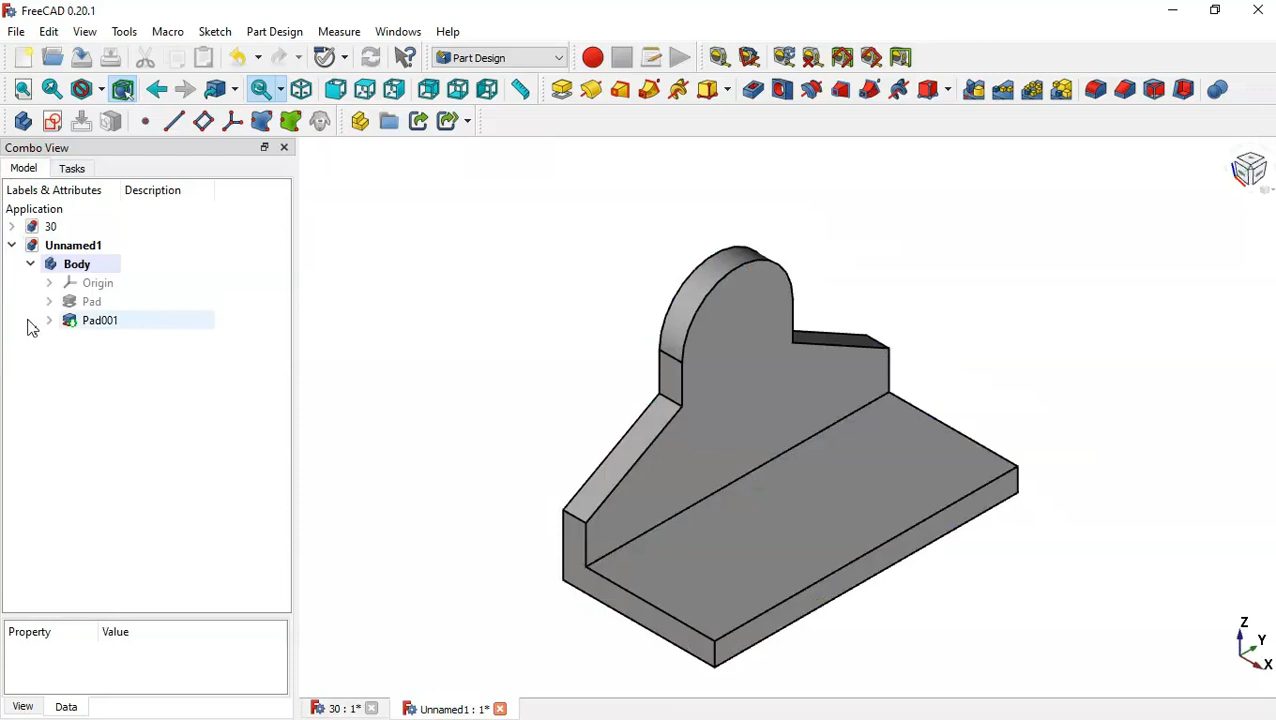 FreeCAD 0.20.1
File Edit View Tools Macro Sketch Part Design Measure Windows Help
Part Design
Combo View
Model Tasks
Labels & Attributes Description
Application
30
Unnamed1
Body
Origin
Pad
Pad001
Property Value
View Data
30 : 1* Unnamed1 : 1*
Z
Y
X